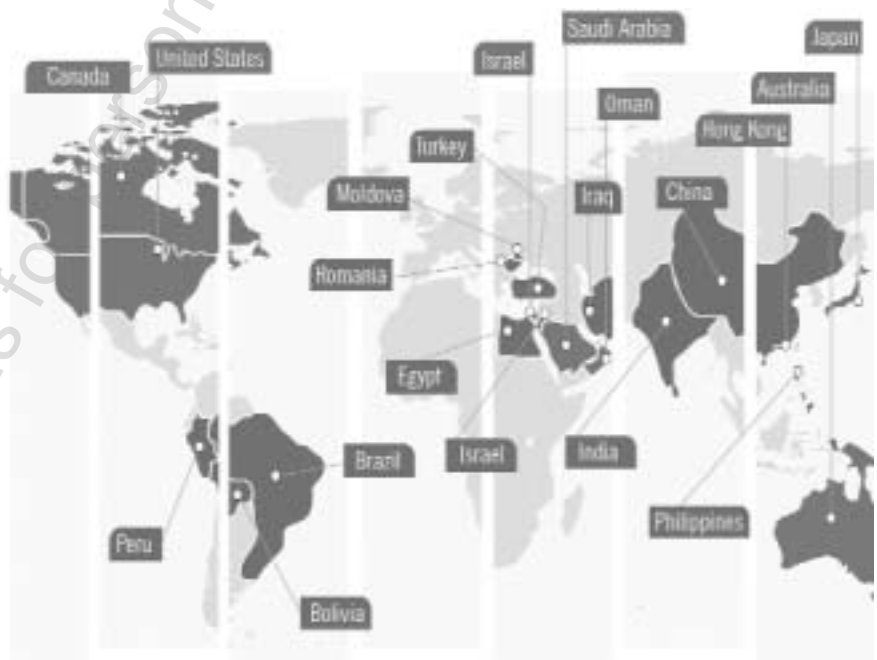 Saudi Arabia
Japan
United States
Israel
Canada
Australia
Oman
Hong Kong
Turkey
Moldova
Iraq
China
Romania
Egypt
Brazil
Israel
India
Philippines
Peru
Bolivia